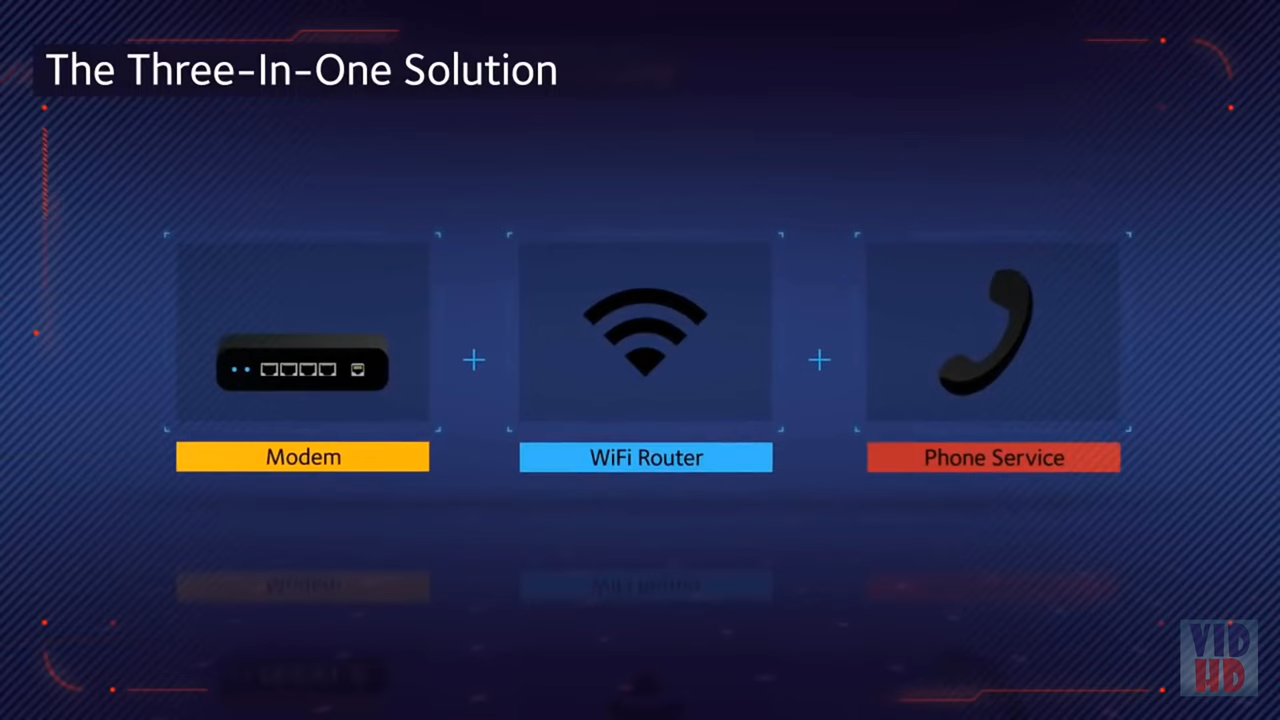 The Three-In-One Solution
Modem
WiFi Router
Phone Service
VID
HD